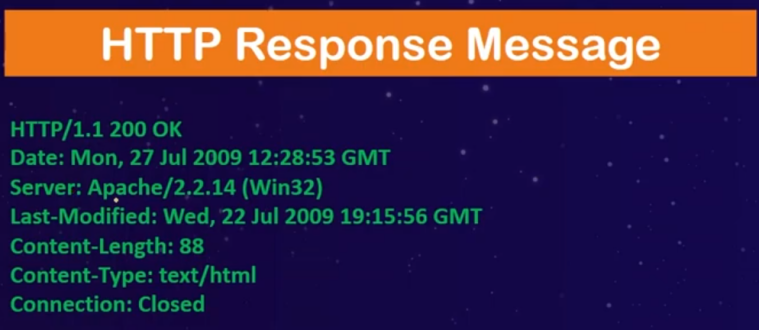 HTTP Response Message
HTTP/1.1 200 OK
Date: Mon, 27 Jul 2009 12:28:53 GMT
Server: Apache/2.2.14 (Win32)
Last-Modified: Wed, 22 Jul 2009 19:15:56 GMT
Content-Length: 88
Content-Type: text/html
Connection: Closed